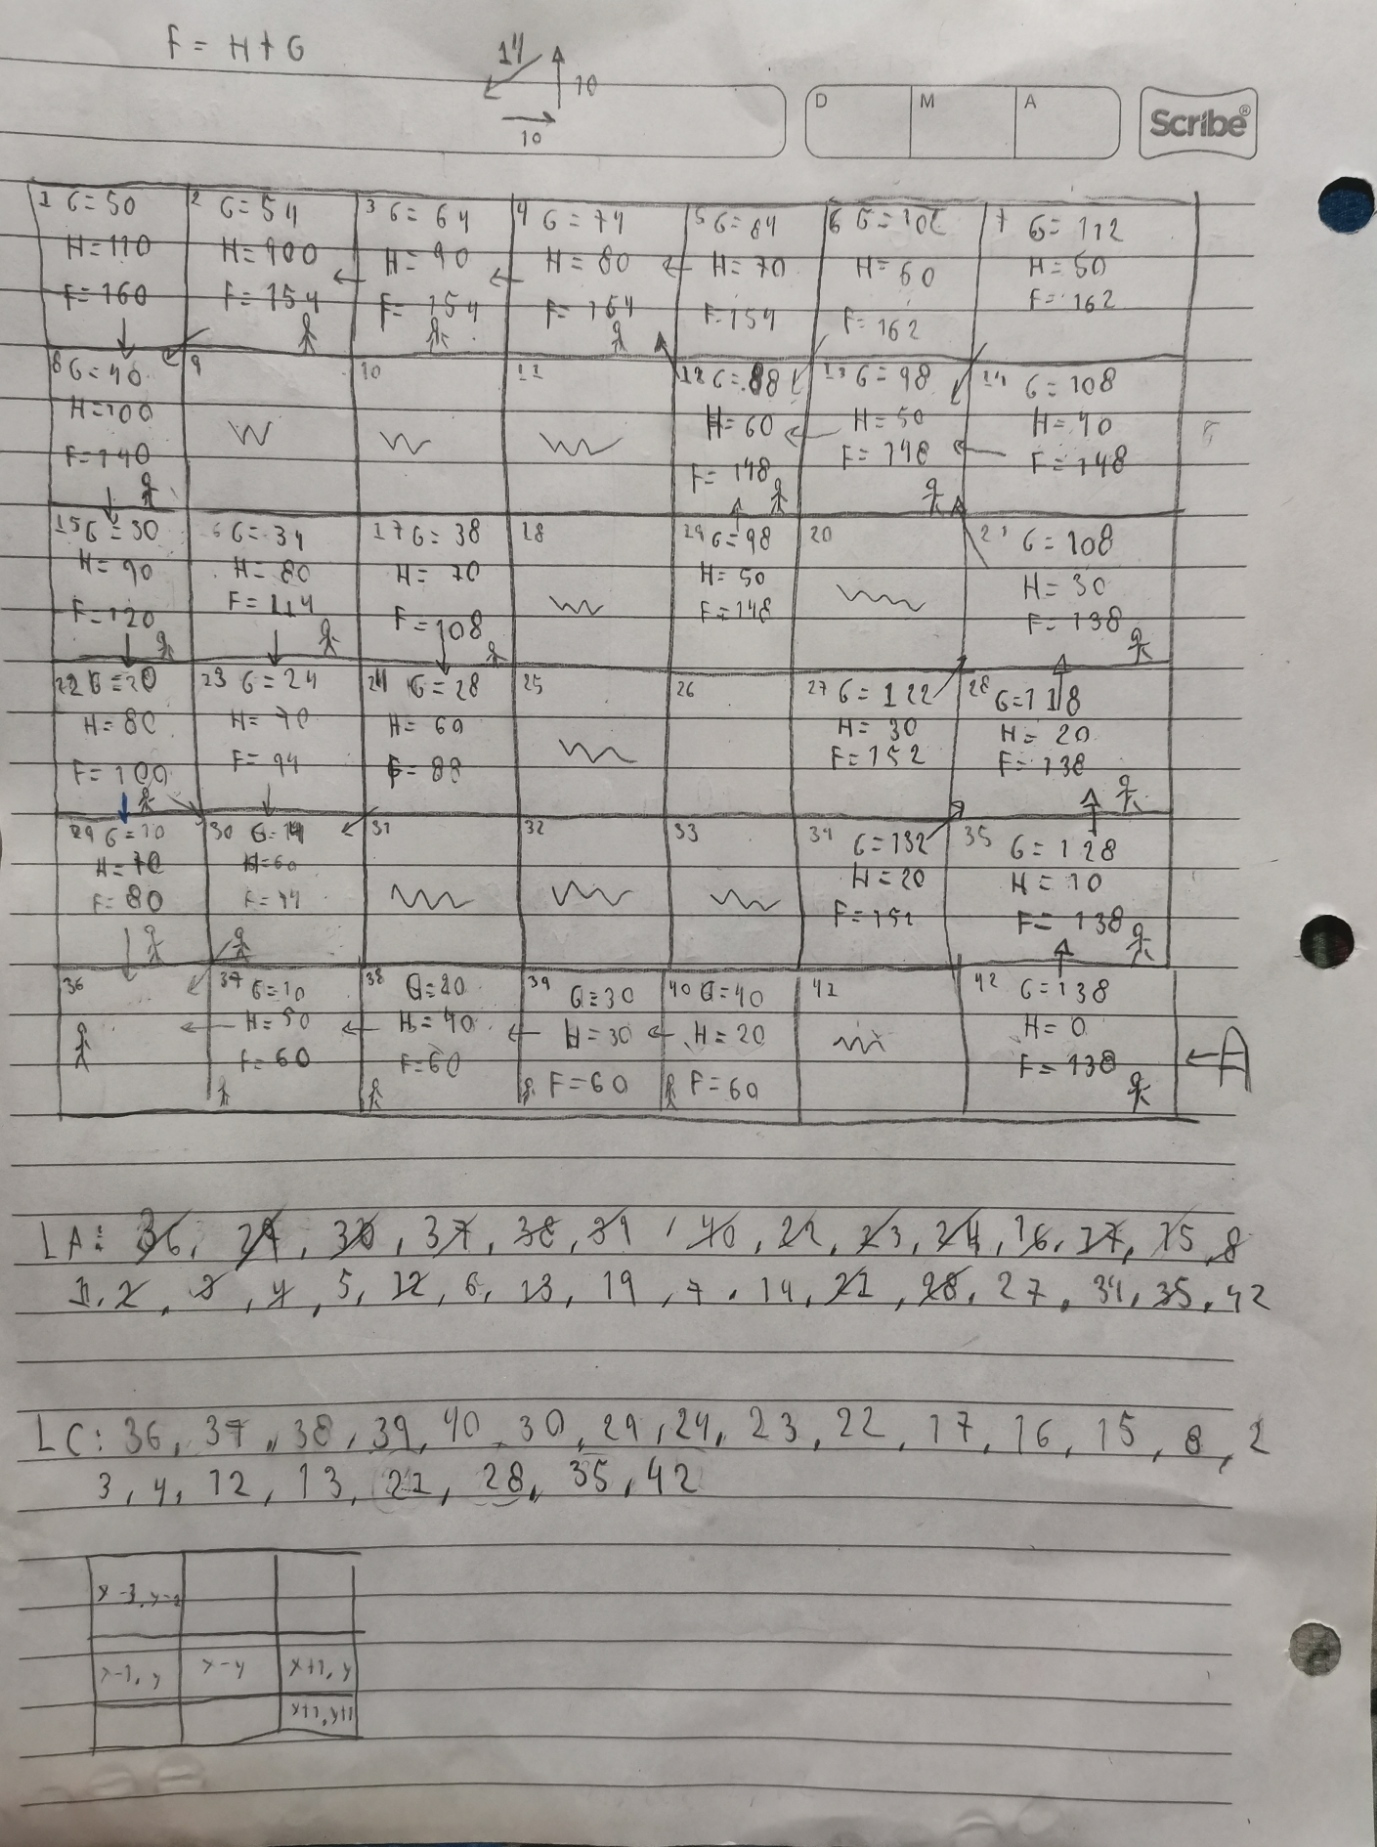 F = H + G
14
10
10
D M A
Scribe®
1 G=50 2 G=54 3 G=64 4 G=74 5 G=84 6 G=102 7 G=112
H=110 H=100 H=90 H=80 H=70 H=60 H=50
F=160 F=154 F=154 F=164 F=154 F=162 F=162
8 G=40 9 10 11 12 G=88 13 G=98 14 G=108
H=100 H=60 H=50 H=40
F=140 F=148 F=148 F=148
15 G=30 6 G=34 17 G=38 18 29 G=98 20 21 G=108
H=90 H=80 H=70 H=50 H=30
F=120 F=114 F=108 F=148 F=138
22 G=20 23 G=24 24 G=28 25 26 27 G=122 28 G=118
H=80 H=70 H=60 H=30 H=20
F=100 F=94 F=88 F=152 F=138
29 G=10 30 G=14 31 32 33 34 G=132 35 G=128
H=70 H=60 H=20 H=10
F=80 F=152 F=138
36 37 G=10 38 G=20 39 G=30 40 G=40 41 42 G=138
H=50 H=40 H=30 H=20 H=0
F=60 F=60 F=60 F=60 F=138
A
LA: 36, 29, 30, 37, 38, 39, 40, 22, 23, 24, 16, 17, 15, 8
1, 2, 3, 4, 5, 12, 6, 13, 19, 7, 14, 21, 28, 27, 34, 35, 42
LC: 36, 37, 38, 39, 40, 30, 29, 24, 23, 22, 17, 16, 15, 8, 2
3, 4, 12, 13, 21, 28, 35, 42
x-1, y x-y x+1, y
x+1, y+1